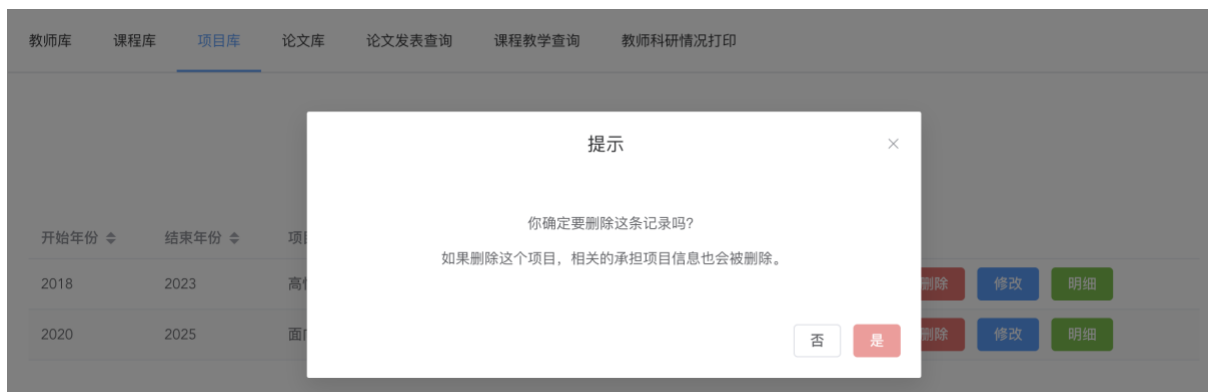 教师库 课程库 项目库 论文库 论文发表查询 课程教学查询 教师科研情况打印
提示
你确定要删除这条记录吗?
如果删除这个项目，相关的承担项目信息也会被删除。
否 是
开始年份 结束年份 项
2018 2023 高 删除 修改 明细
2020 2025 面 删除 修改 明细